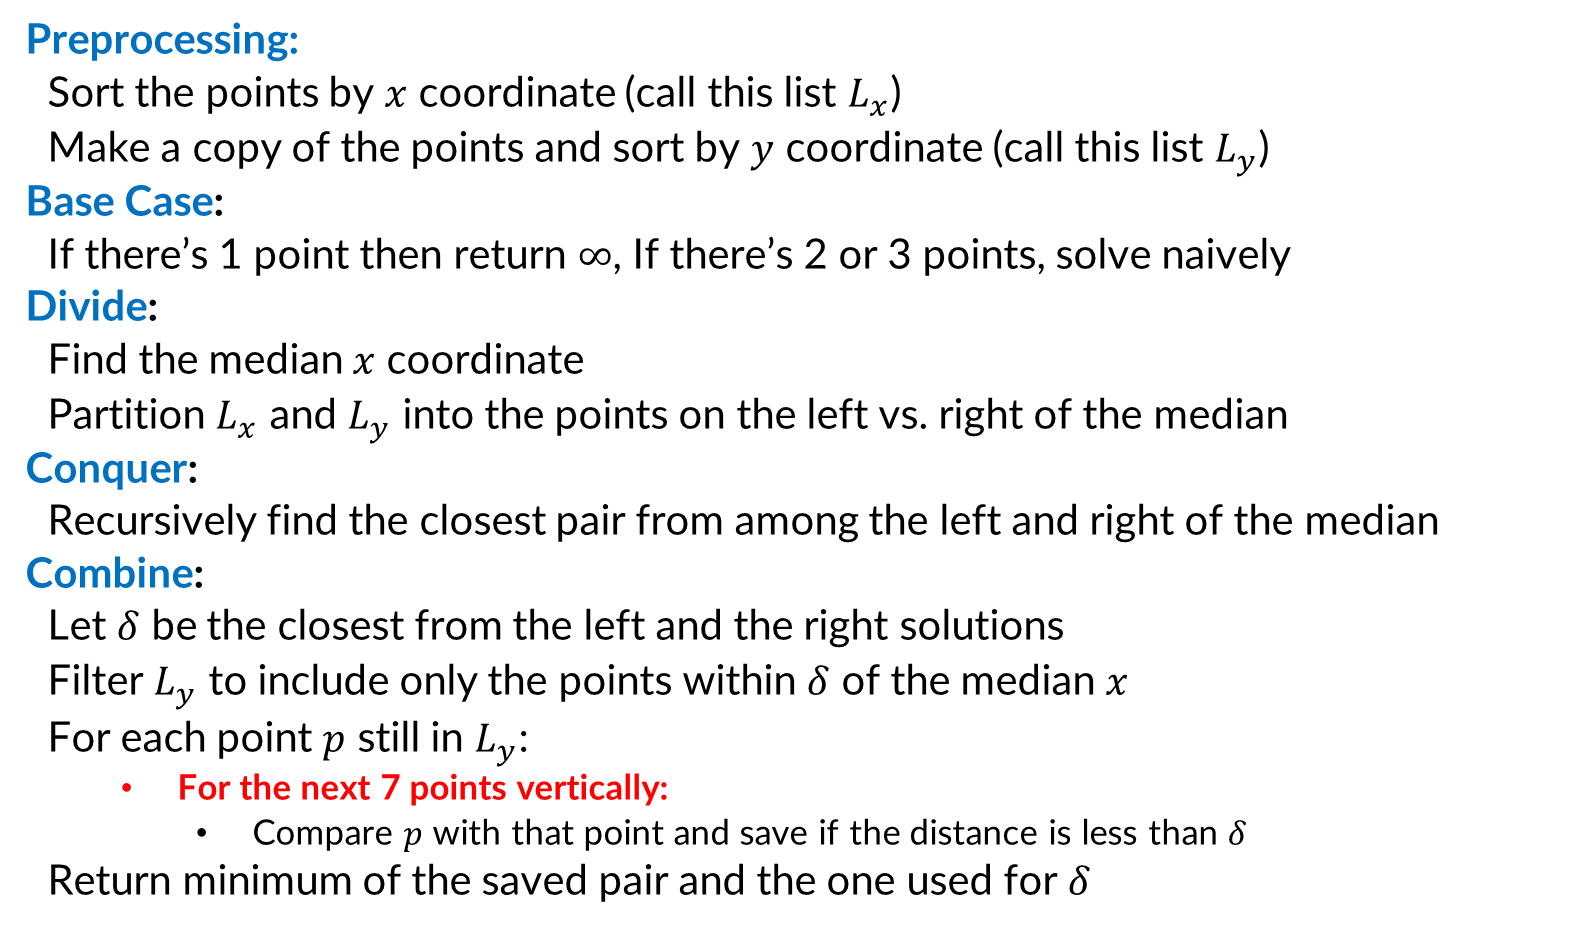 Preprocessing:
Sort the points by x coordinate (call this list Lₓ)
Make a copy of the points and sort by y coordinate (call this list L_y)
Base Case:
If there’s 1 point then return ∞, If there’s 2 or 3 points, solve naively
Divide:
Find the median x coordinate
Partition Lₓ and L_y into the points on the left vs. right of the median
Conquer:
Recursively find the closest pair from among the left and right of the median
Combine:
Let δ be the closest from the left and the right solutions
Filter L_y to include only the points within δ of the median x
For each point p still in L_y:
• For the next 7 points vertically:
• Compare p with that point and save if the distance is less than δ
Return minimum of the saved pair and the one used for δ